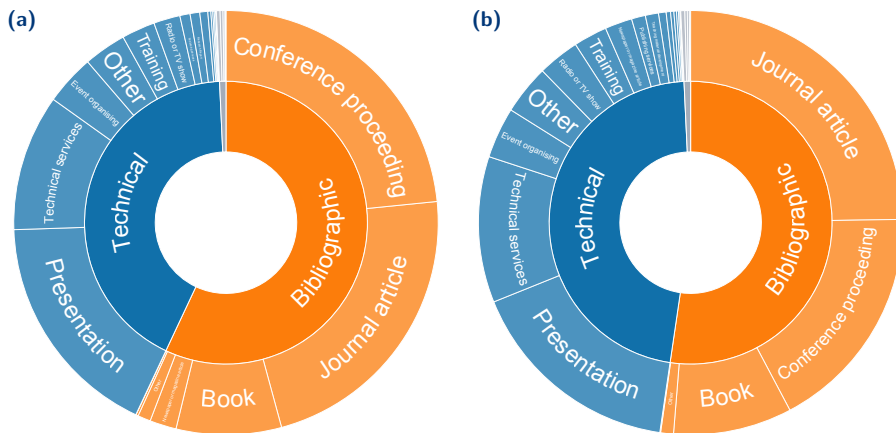 (a)
Conference proceeding
Journal article
Book
Other
Presentation
Technical services
Event organising
Other
Training
Radio or TV show
Technical
Bibliographic
(b)
Journal article
Conference proceeding
Book
Other
Presentation
Technical services
Event organising
Other
Radio or TV show
Training
Technical
Bibliographic